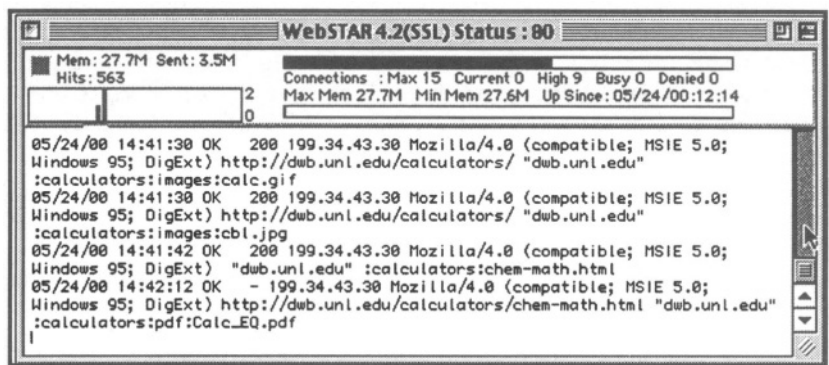 WebSTAR 4.2(SSL) Status : 80
Mem: 27.7M Sent: 3.5M
Hits: 563
Connections : Max 15 Current 0 High 9 Busy 0 Denied 0
Max Mem 27.7M Min Mem 27.6M Up Since: 05/24/00:12:14
2
0
05/24/00 14:41:30 OK 200 199.34.43.30 Mozilla/4.0 (compatible; MSIE 5.0;
Windows 95; DigExt) http://dwb.unl.edu/calculators/ "dwb.unl.edu"
:calculators:images:calc.gif
05/24/00 14:41:30 OK 200 199.34.43.30 Mozilla/4.0 (compatible; MSIE 5.0;
Windows 95; DigExt) http://dwb.unl.edu/calculators/ "dwb.unl.edu"
:calculators:images:cbl.jpg
05/24/00 14:41:42 OK 200 199.34.43.30 Mozilla/4.0 (compatible; MSIE 5.0;
Windows 95; DigExt) "dwb.unl.edu" :calculators:chem-math.html
05/24/00 14:42:12 OK - 199.34.43.30 Mozilla/4.0 (compatible; MSIE 5.0;
Windows 95; DigExt) http://dwb.unl.edu/calculators/chem-math.html "dwb.unl.edu"
:calculators:pdf:Calc_EQ.pdf